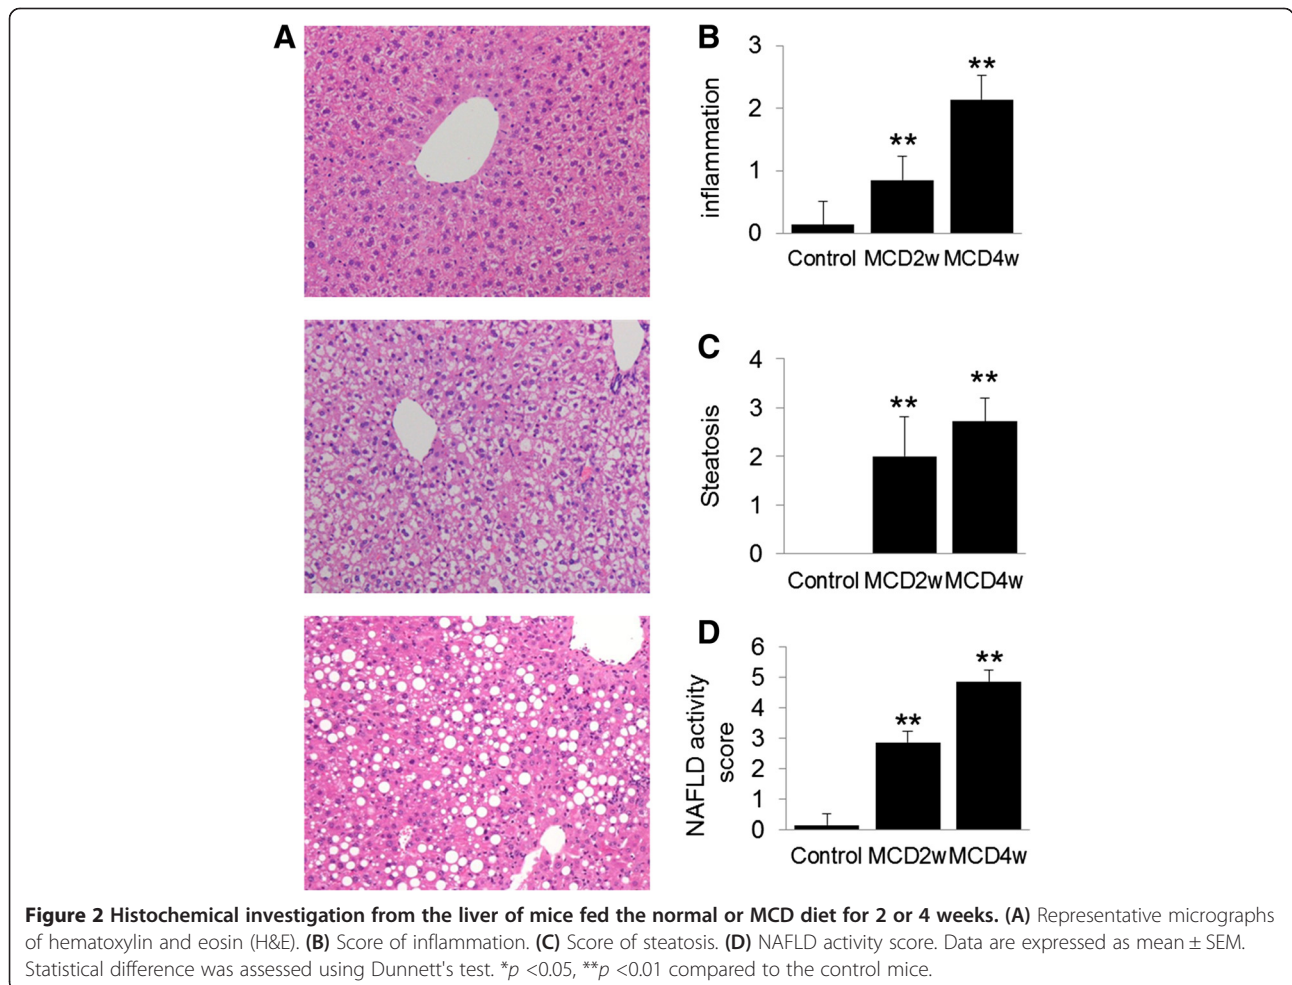 A
B
3
2
1
0
inflammation
**
**
Control MCD2w MCD4w
C
4
3
2
1
0
Steatosis
**
**
Control MCD2w MCD4w
D
6
5
4
3
2
1
0
NAFLD activity
score
**
**
Control MCD2w MCD4w
Figure 2 Histochemical investigation from the liver of mice fed the normal or MCD diet for 2 or 4 weeks. (A) Representative micrographs
of hematoxylin and eosin (H&E). (B) Score of inflammation. (C) Score of steatosis. (D) NAFLD activity score. Data are expressed as mean ± SEM.
Statistical difference was assessed using Dunnett's test. *p <0.05, **p <0.01 compared to the control mice.